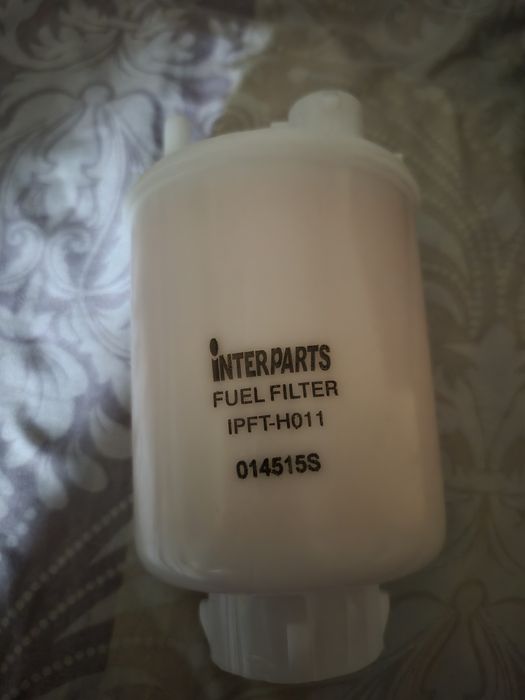 iNTERPARTS
FUEL FILTER
IPFT-H011
014515S